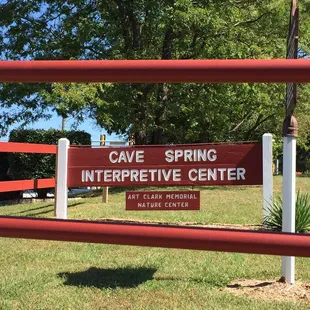 CAVE SPRING
INTERPRETIVE CENTER
ART CLARK MEMORIAL
NATURE CENTER